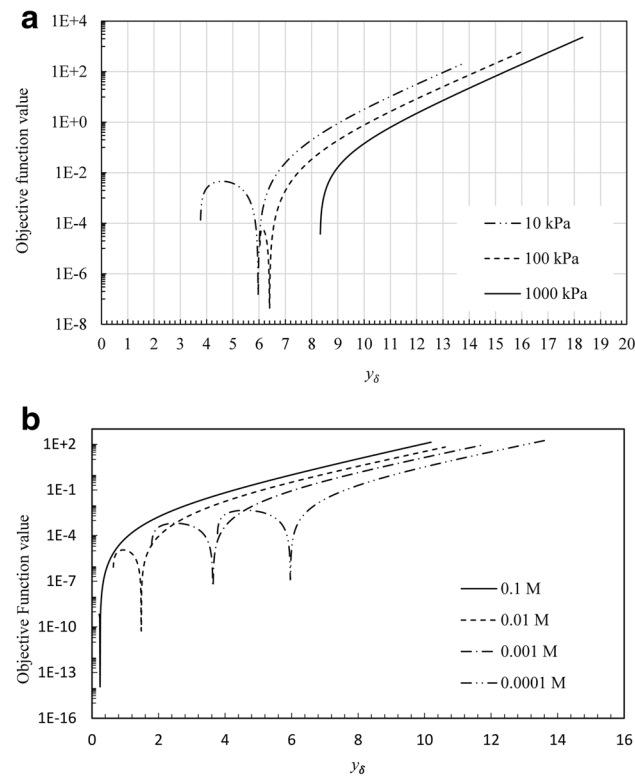 a
1E+4
1E+2
1E+0
1E-2
1E-4
1E-6
1E-8
Objective function value
10 kPa
100 kPa
1000 kPa
0 1 2 3 4 5 6 7 8 9 10 11 12 13 14 15 16 17 18 19 20
yδ
b
1E+2
1E-1
1E-4
1E-7
1E-10
1E-13
1E-16
Objective Function value
0.1 M
0.01 M
0.001 M
0.0001 M
0 2 4 6 8 10 12 14 16
yδ